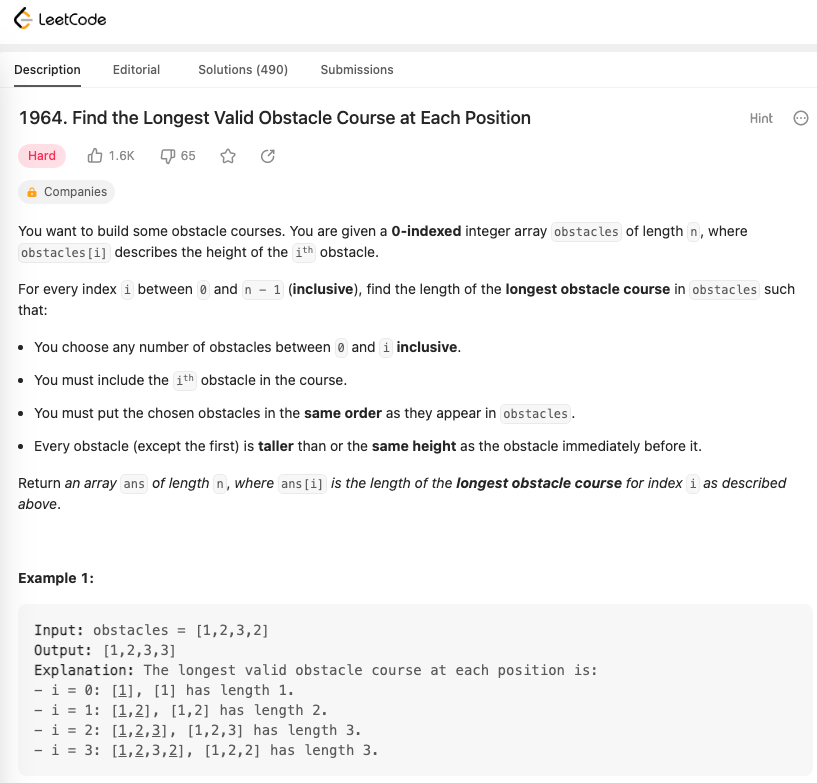 LeetCode
Description Editorial Solutions (490) Submissions
1964. Find the Longest Valid Obstacle Course at Each Position Hint
Hard 1.6K 65
Companies
You want to build some obstacle courses. You are given a 0-indexed integer array obstacles of length n, where
obstacles[i] describes the height of the ith obstacle.
For every index i between 0 and n - 1 (inclusive), find the length of the longest obstacle course in obstacles such
that:
• You choose any number of obstacles between 0 and i inclusive.
• You must include the ith obstacle in the course.
• You must put the chosen obstacles in the same order as they appear in obstacles.
• Every obstacle (except the first) is taller than or the same height as the obstacle immediately before it.
Return an array ans of length n, where ans[i] is the length of the longest obstacle course for index i as described
above.
Example 1:
Input: obstacles = [1,2,3,2]
Output: [1,2,3,3]
Explanation: The longest valid obstacle course at each position is:
- i = 0: [1], [1] has length 1.
- i = 1: [1,2], [1,2] has length 2.
- i = 2: [1,2,3], [1,2,3] has length 3.
- i = 3: [1,2,3,2], [1,2,2] has length 3.